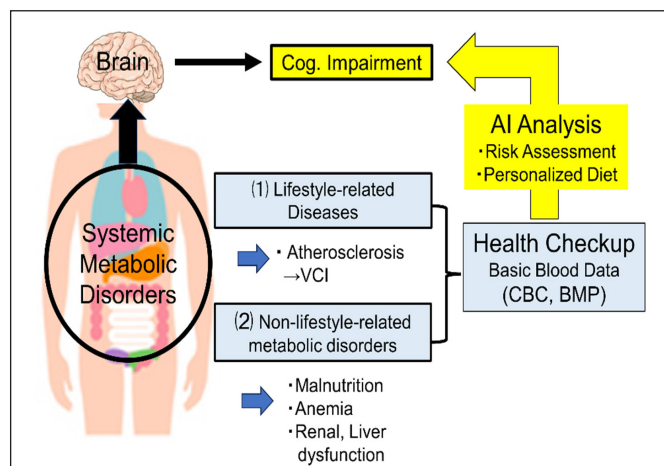 Brain
Cog. Impairment
AI Analysis
・Risk Assessment
・Personalized Diet
Systemic
Metabolic
Disorders
(1) Lifestyle-related
Diseases
・Atherosclerosis
→VCI
(2) Non-lifestyle-related
metabolic disorders
・Malnutrition
・Anemia
・Renal, Liver
dysfunction
Health Checkup
Basic Blood Data
(CBC, BMP)